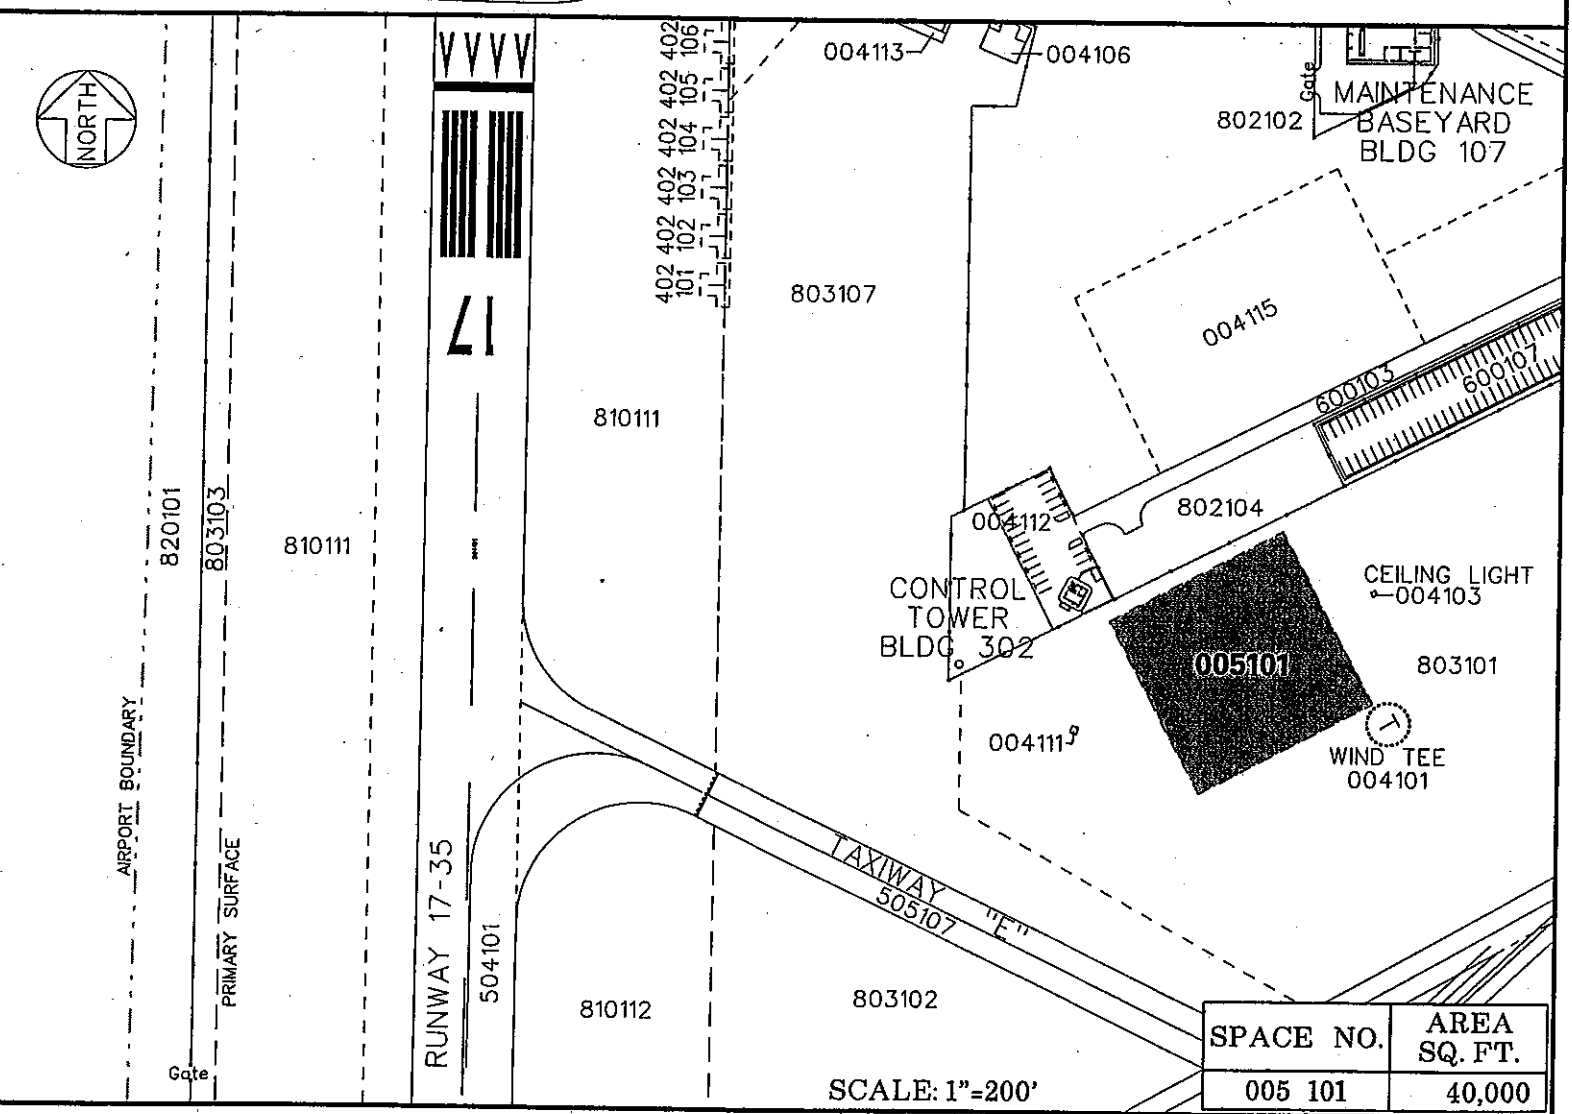 NORTH
402 106
402 105
402 104
402 103
402 102
402 101
004113
004106
Gate
MAINTENANCE
BASEYARD
BLDG 107
802102
17
803107
004115
600103
600107
810111
820101
803103
810111
004112
802104
CONTROL
TOWER
BLDG 302
CEILING LIGHT
004103
005101
803101
004111
T
WIND TEE
004101
AIRPORT BOUNDARY
PRIMARY SURFACE
RUNWAY 17-35
504101
TAXIWAY "E"
505107
810112
803102
Gate
SCALE: 1"=200'
SPACE NO. AREA SQ. FT.
005 101 40,000